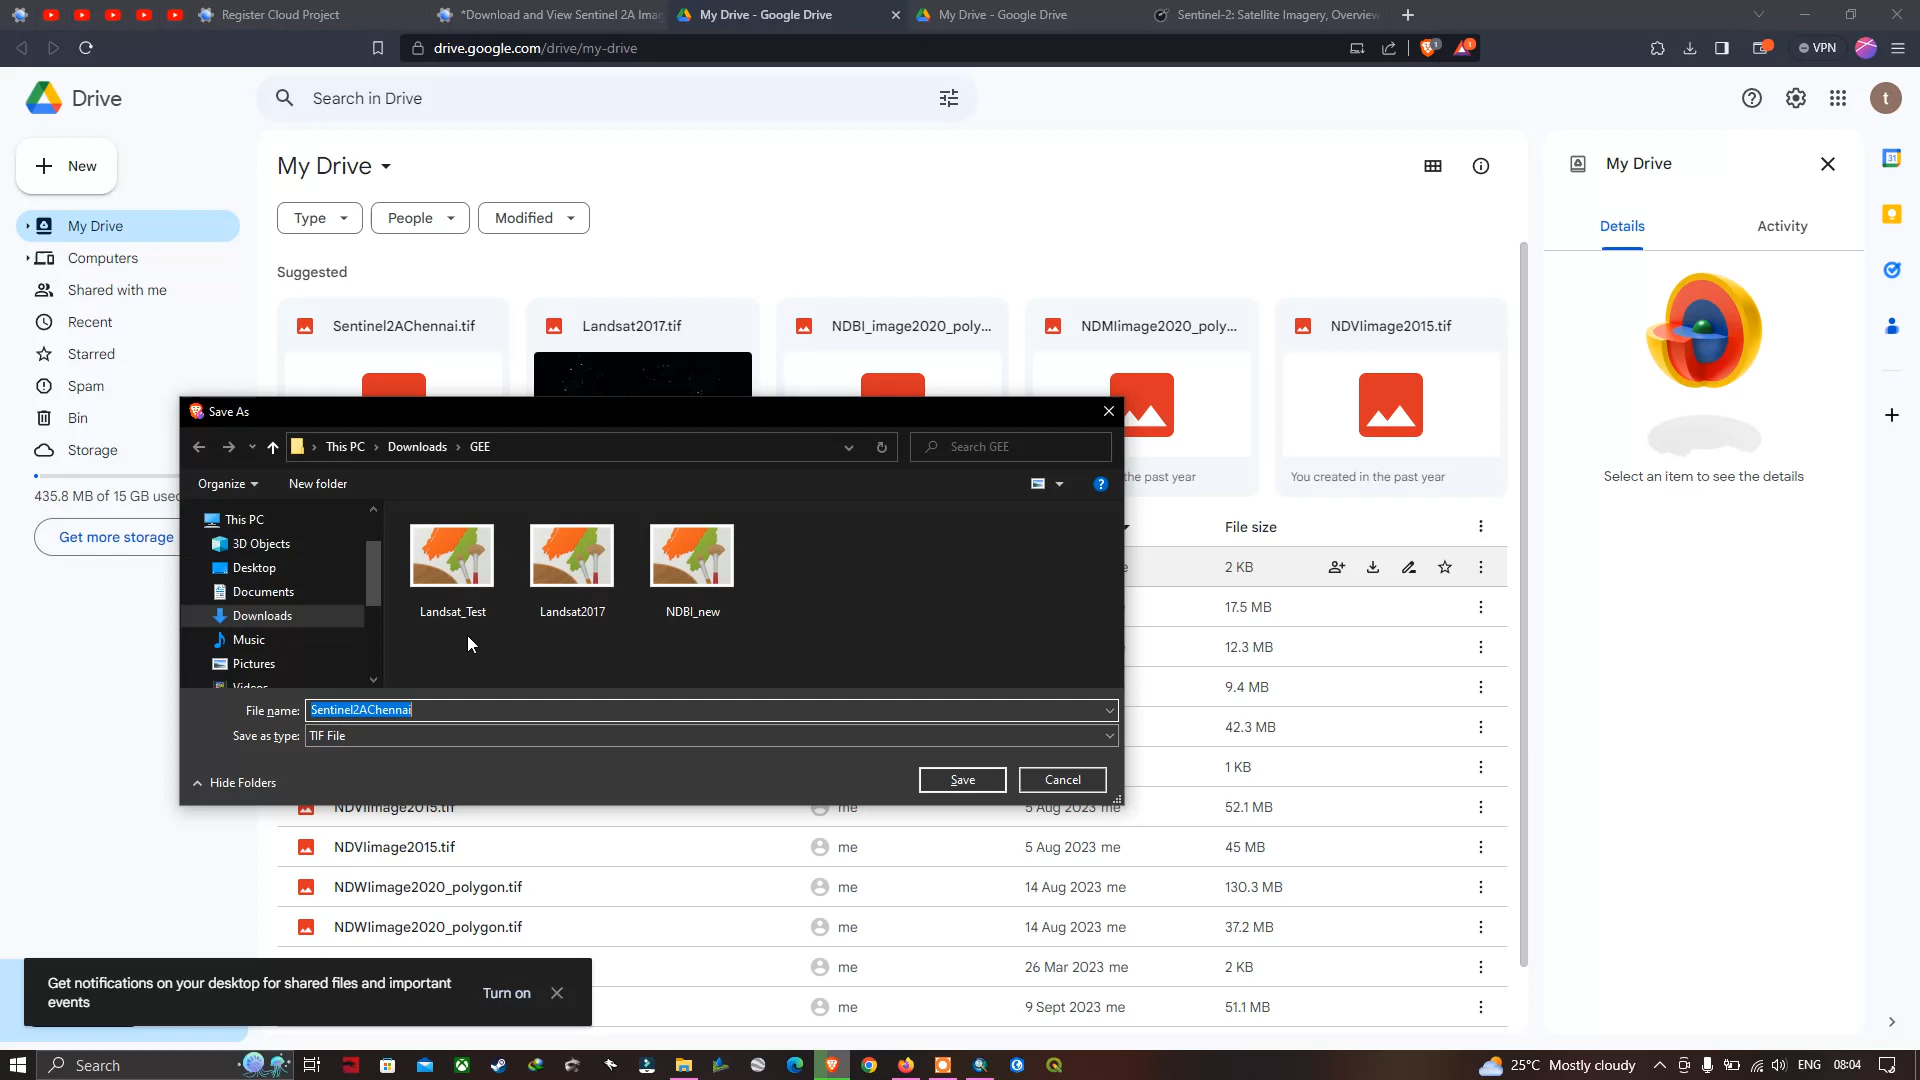 Register Cloud Project
*Download and View Sentinel 2A Imag
My Drive - Google Drive
My Drive - Google Drive
Sentinel-2: Satellite Imagery, Overview
drive.google.com/drive/my-drive
1
1
VPN
Drive
Search in Drive
t
New
My Drive
Computers
Shared with me
Recent
Starred
Spam
Bin
Storage
435.8 MB of 15 GB used
Get more storage
My Drive
Type
People
Modified
Suggested
Sentinel2AChennai.tif
Landsat2017.tif
NDBI_image2020_poly...
NDMIimage2020_poly...
NDVIimage2015.tif
the past year
You created in the past year
My Drive
Details
Activity
Select an item to see the details
31
Save As
This PC
Downloads
GEE
Search GEE
Organize
New folder
This PC
3D Objects
Desktop
Documents
Downloads
Music
Pictures
Videos
Landsat_Test
Landsat2017
NDBI_new
File name:
Sentinel2AChennai
Save as type:
TIF File
Hide Folders
Save
Cancel
File size
2 KB
17.5 MB
12.3 MB
9.4 MB
42.3 MB
1 KB
NDVIimage2015.tif
me
5 Aug 2023 me
52.1 MB
NDVIimage2015.tif
me
5 Aug 2023 me
45 MB
NDWIimage2020_polygon.tif
me
14 Aug 2023 me
130.3 MB
NDWIimage2020_polygon.tif
me
14 Aug 2023 me
37.2 MB
me
26 Mar 2023 me
2 KB
me
9 Sept 2023 me
51.1 MB
Get notifications on your desktop for shared files and important
events
Turn on
Search
25°C
Mostly cloudy
ENG
08:04